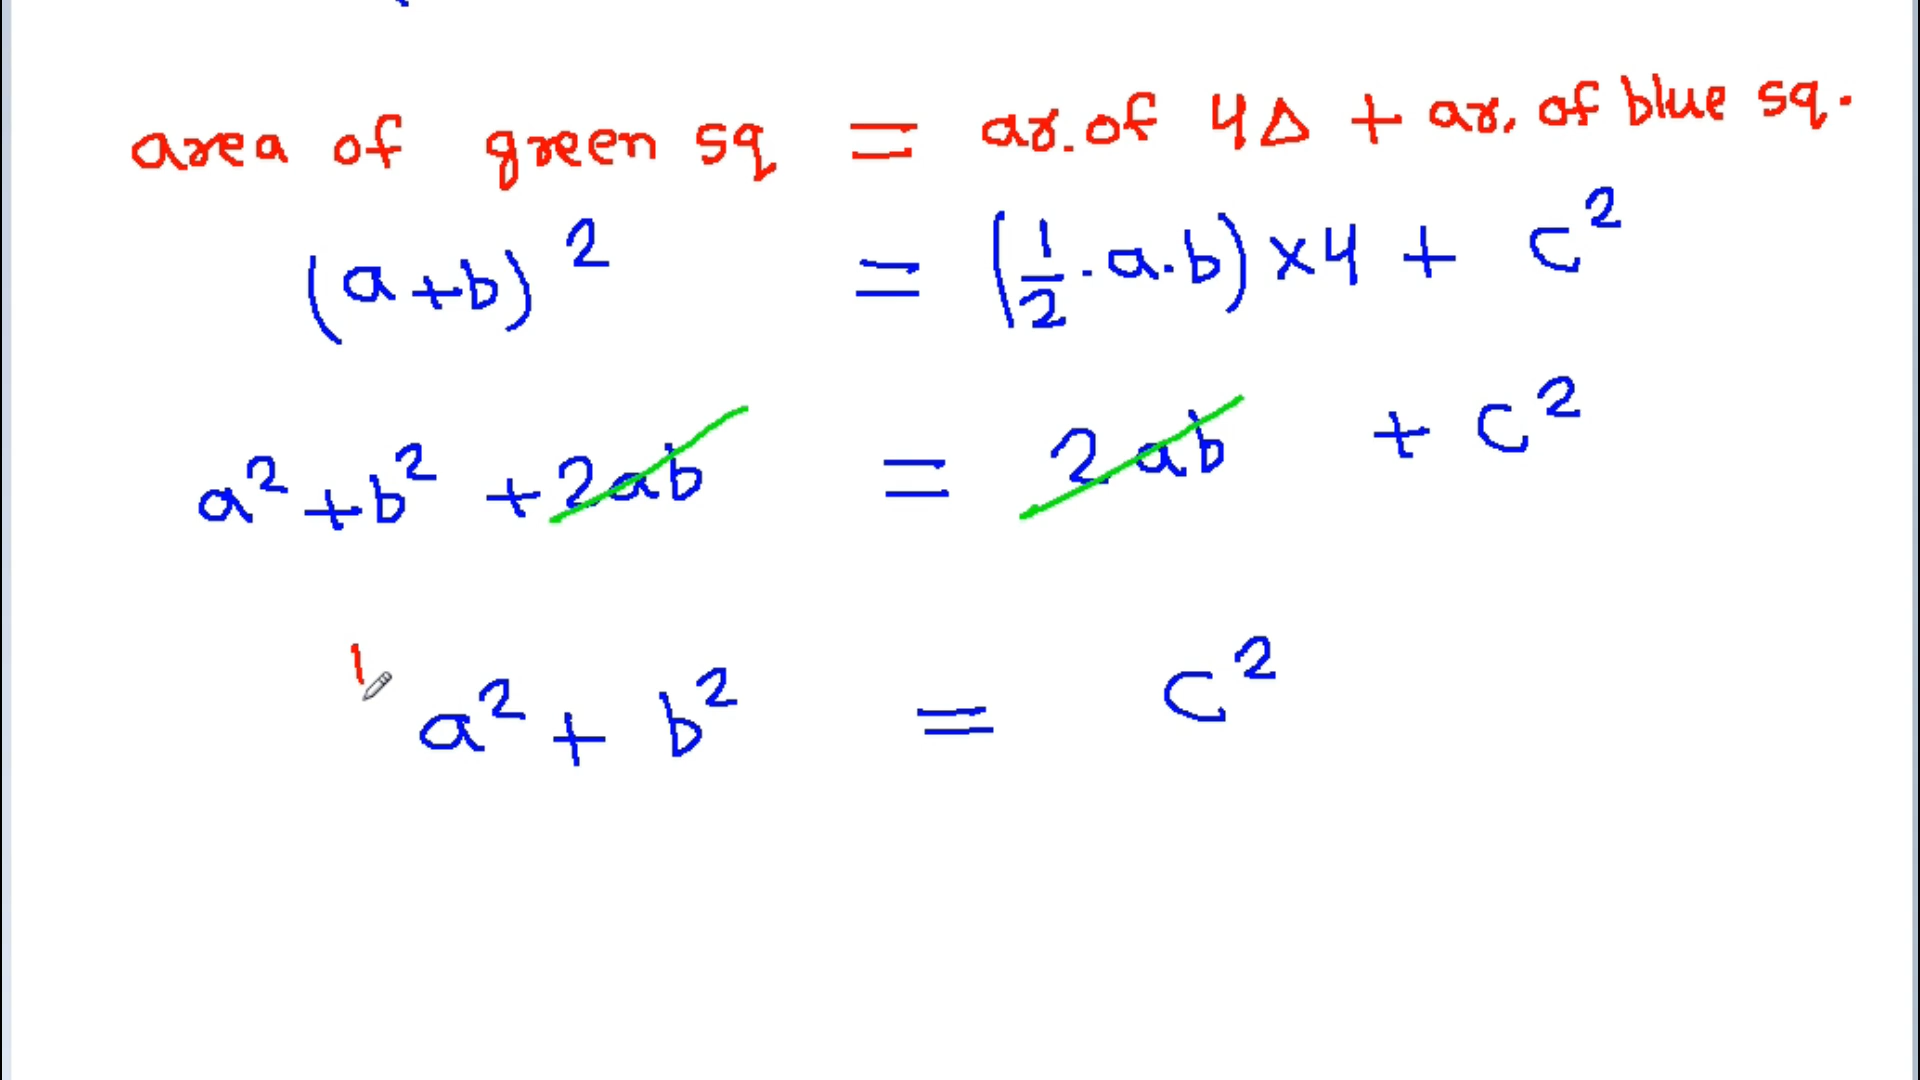 area of green sq = ar. of 4Δ + ar. of blue sq.
(a+b)² = (1/2 . a . b) × 4 + c²
a² + b² + 2ab = 2ab + c²
a² + b² = c²